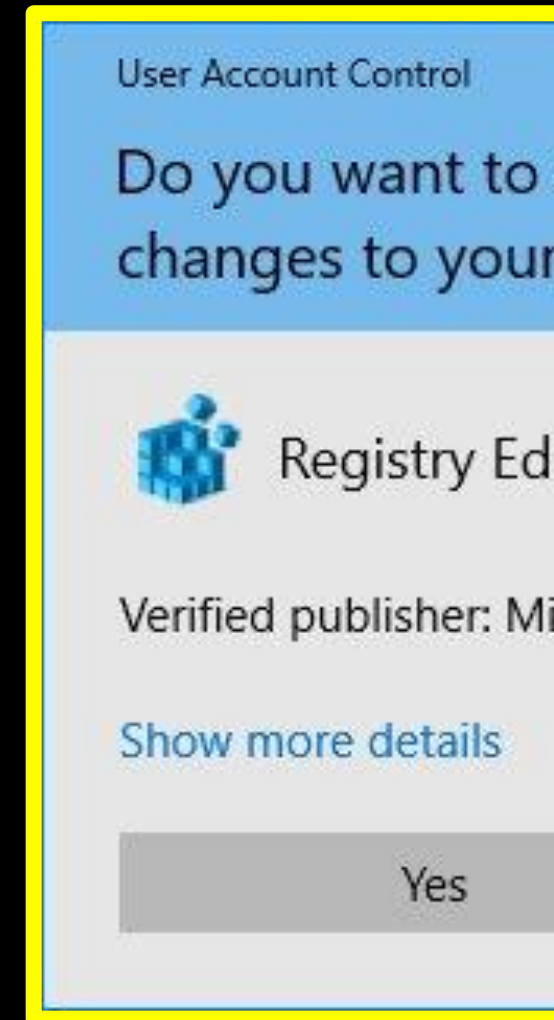 User Account Control
Do you want to
changes to your
Registry Ed
Verified publisher: Mi
Show more details
Yes